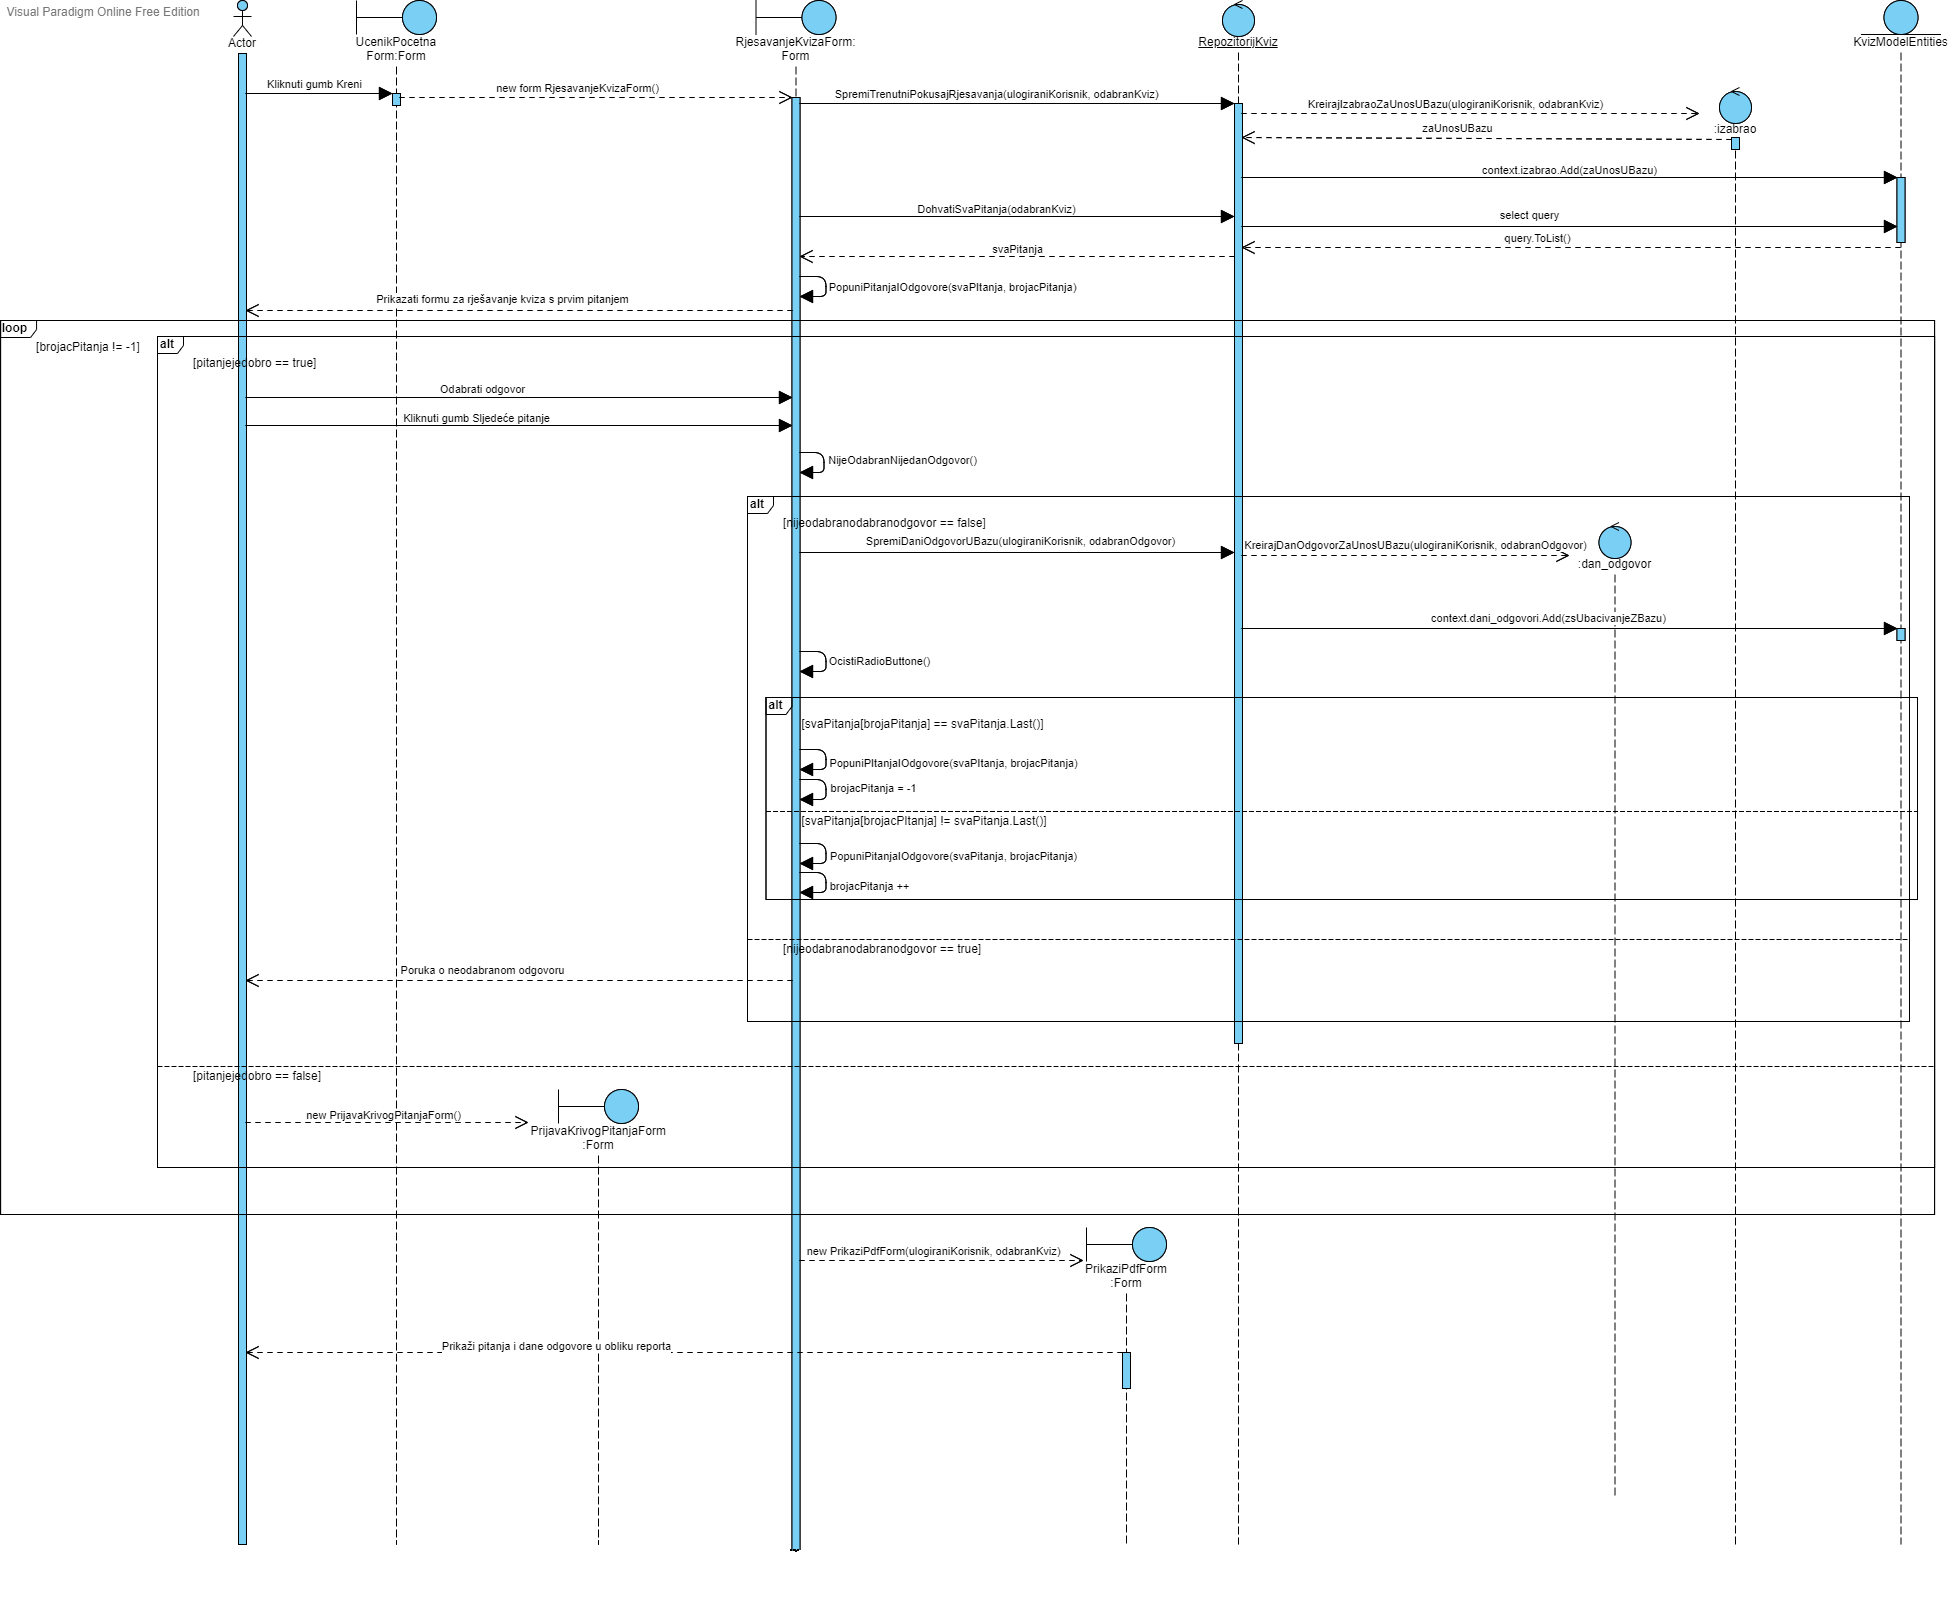 Visual Paradigm Online Free Edition
Actor
UcenikPocetna
Form:Form
RjesavanjeKvizaForm:
Form
RepozitorijKviz
KvizModelEntities
Kliknuti gumb Kreni
new form RjesavanjeKvizaForm()
SpremiTrenutniPokusajRjesavanja(ulogiraniKorisnik, odabranKviz)
KreirajIzabraoZaUnosUBazu(ulogiraniKorisnik, odabranKviz)
:izabrao
zaUnosUBazu
context.izabrao.Add(zaUnosUBazu)
DohvatiSvaPitanja(odabranKviz)
select query
query.ToList()
svaPitanja
PopuniPitanjaIOdgovore(svaPItanja, brojacPitanja)
Prikazati formu za rješavanje kviza s prvim pitanjem
loop
[brojacPitanja != -1]
alt
[pitanjejedobro == true]
Odabrati odgovor
Kliknuti gumb Sljedeće pitanje
NijeOdabranNijedanOdgovor()
alt
[nijeodabranodabranodgovor == false]
SpremiDaniOdgovorUBazu(ulogiraniKorisnik, odabranOdgovor)
KreirajDanOdgovorZaUnosUBazu(ulogiraniKorisnik, odabranOdgovor)
:dan_odgovor
context.dani_odgovori.Add(zsUbacivanjeZBazu)
OcistiRadioButtone()
alt
[svaPitanja[brojaPitanja] == svaPitanja.Last()]
PopuniPItanjaIOdgovore(svaPItanja, brojacPitanja)
brojacPitanja = -1
[svaPitanja[brojacPItanja] != svaPitanja.Last()]
PopuniPitanjaIOdgovore(svaPitanja, brojacPitanja)
brojacPitanja ++
[nijeodabranodabranodgovor == true]
Poruka o neodabranom odgovoru
[pitanjejedobro == false]
new PrijavaKrivogPitanjaForm()
PrijavaKrivogPitanjaForm
:Form
new PrikaziPdfForm(ulogiraniKorisnik, odabranKviz)
PrikaziPdfForm
:Form
Prikaži pitanja i dane odgovore u obliku reporta